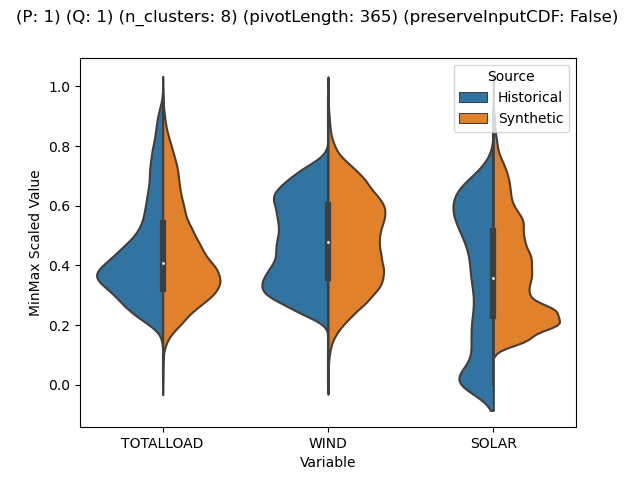 (P: 1) (Q: 1) (n_clusters: 8) (pivotLength: 365) (preserveInputCDF: False)
Source
Historical
Synthetic
MinMax Scaled Value
1.0
0.8
0.6
0.4
0.2
0.0
TOTALLOAD WIND SOLAR
Variable